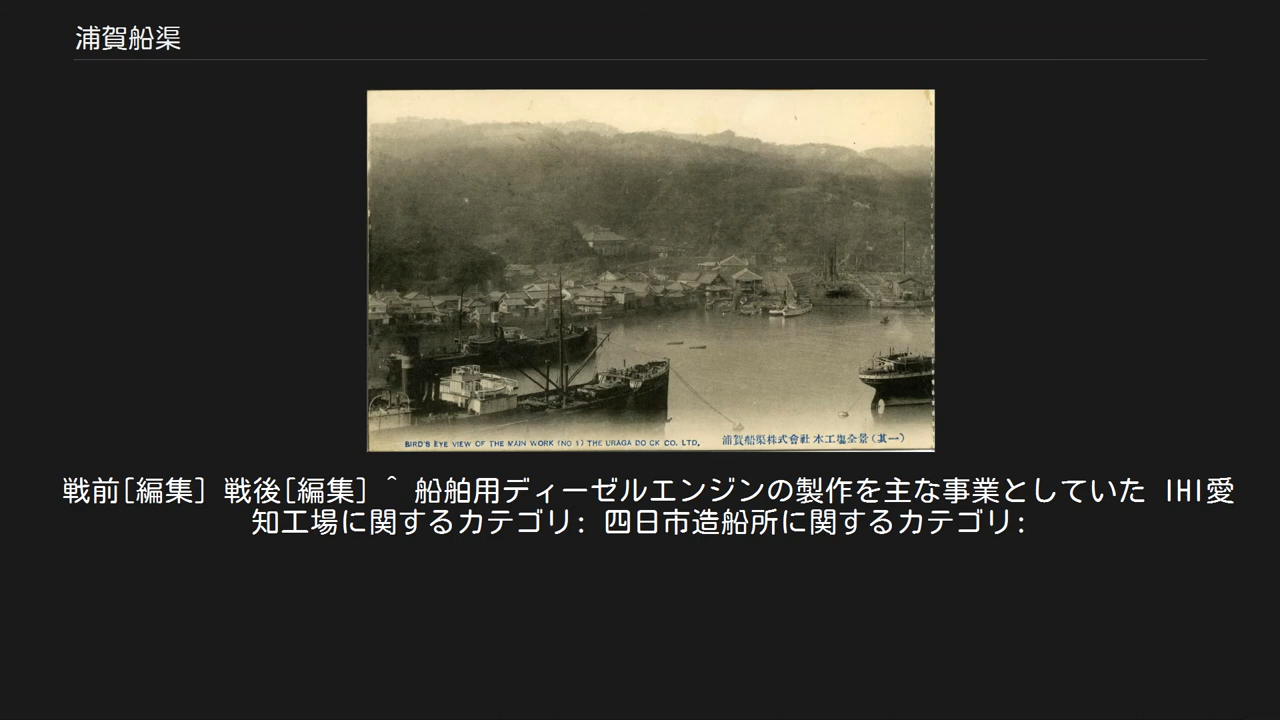 浦賀船渠
BIRD'S EYE VIEW OF THE MAIN WORK (NO 1) THE URAGA DO CK CO. LTD.
浦賀船渠株式會社本工塲全景(其一)
戦前[編集] 戦後[編集] ^ 船舶用ディーゼルエンジンの製作を主な事業としていた IHI愛
知工場に関するカテゴリ: 四日市造船所に関するカテゴリ: